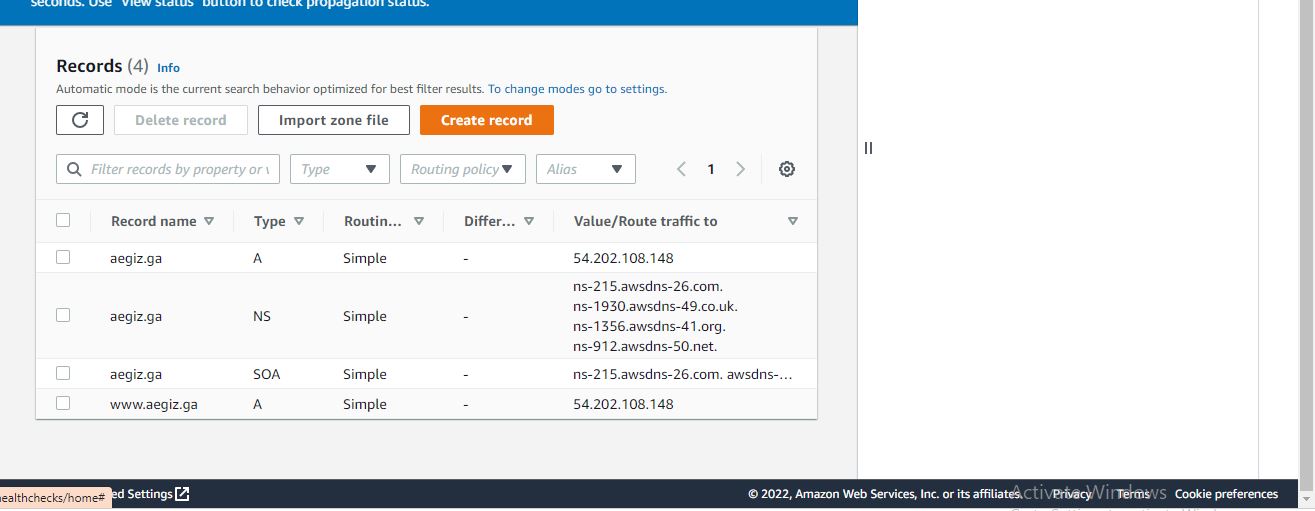 seconds. Use "View status" button to check propagation status.
Records (4) Info
Automatic mode is the current search behavior optimized for best filter results. To change modes go to settings.
Delete record Import zone file Create record
Filter records by property or v Type Routing policy Alias 1
Record name Type Routin... Differ... Value/Route traffic to
aegiz.ga A Simple - 54.202.108.148
ns-215.awsdns-26.com.
ns-1930.awsdns-49.co.uk.
aegiz.ga NS Simple -
ns-1356.awsdns-41.org.
ns-912.awsdns-50.net.
aegiz.ga SOA Simple - ns-215.awsdns-26.com. awsdns-...
www.aegiz.ga A Simple - 54.202.108.148
healthchecks/home# ed Settings © 2022, Amazon Web Services, Inc. or its affiliates. Privacy Terms Cookie preferences
Activate Windows